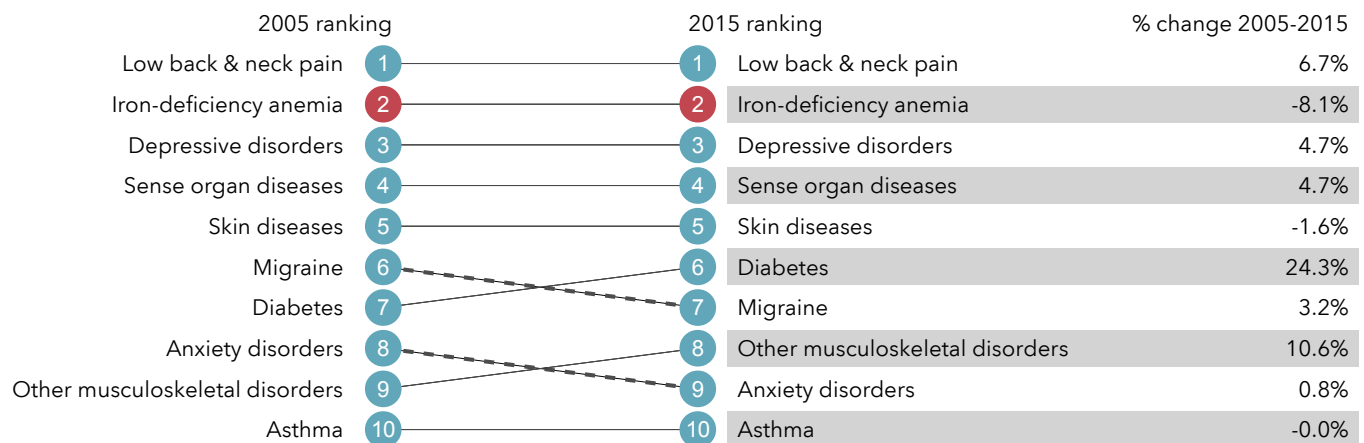 2005 ranking 2015 ranking % change 2005-2015
Low back & neck pain 1 1 Low back & neck pain 6.7%
Iron-deficiency anemia 2 2 Iron-deficiency anemia -8.1%
Depressive disorders 3 3 Depressive disorders 4.7%
Sense organ diseases 4 4 Sense organ diseases 4.7%
Skin diseases 5 5 Skin diseases -1.6%
Migraine 6 6 Diabetes 24.3%
Diabetes 7 7 Migraine 3.2%
Anxiety disorders 8 8 Other musculoskeletal disorders 10.6%
Other musculoskeletal disorders 9 9 Anxiety disorders 0.8%
Asthma 10 10 Asthma -0.0%